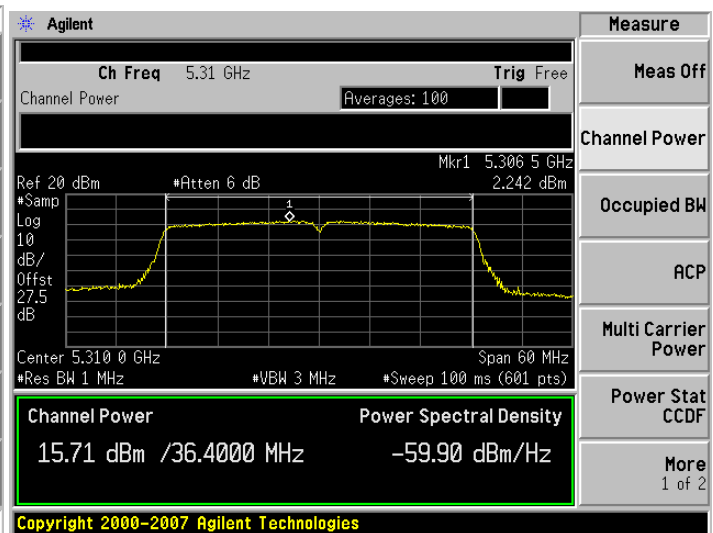 Agilent
Measure
Ch Freq 5.31 GHz Trig Free
Channel Power Averages: 100
Meas Off
Channel Power
Occupied BW
ACP
Multi Carrier
Power
Power Stat
CCDF
More
1 of 2
Mkr1 5.306 5 GHz
Ref 20 dBm #Atten 6 dB 2.242 dBm
#Samp
Log
10
dB/
Offst
27.5
dB
1
Center 5.310 0 GHz Span 60 MHz
#Res BW 1 MHz #VBW 3 MHz #Sweep 100 ms (601 pts)
Channel Power Power Spectral Density
15.71 dBm /36.4000 MHz -59.90 dBm/Hz
Copyright 2000-2007 Agilent Technologies